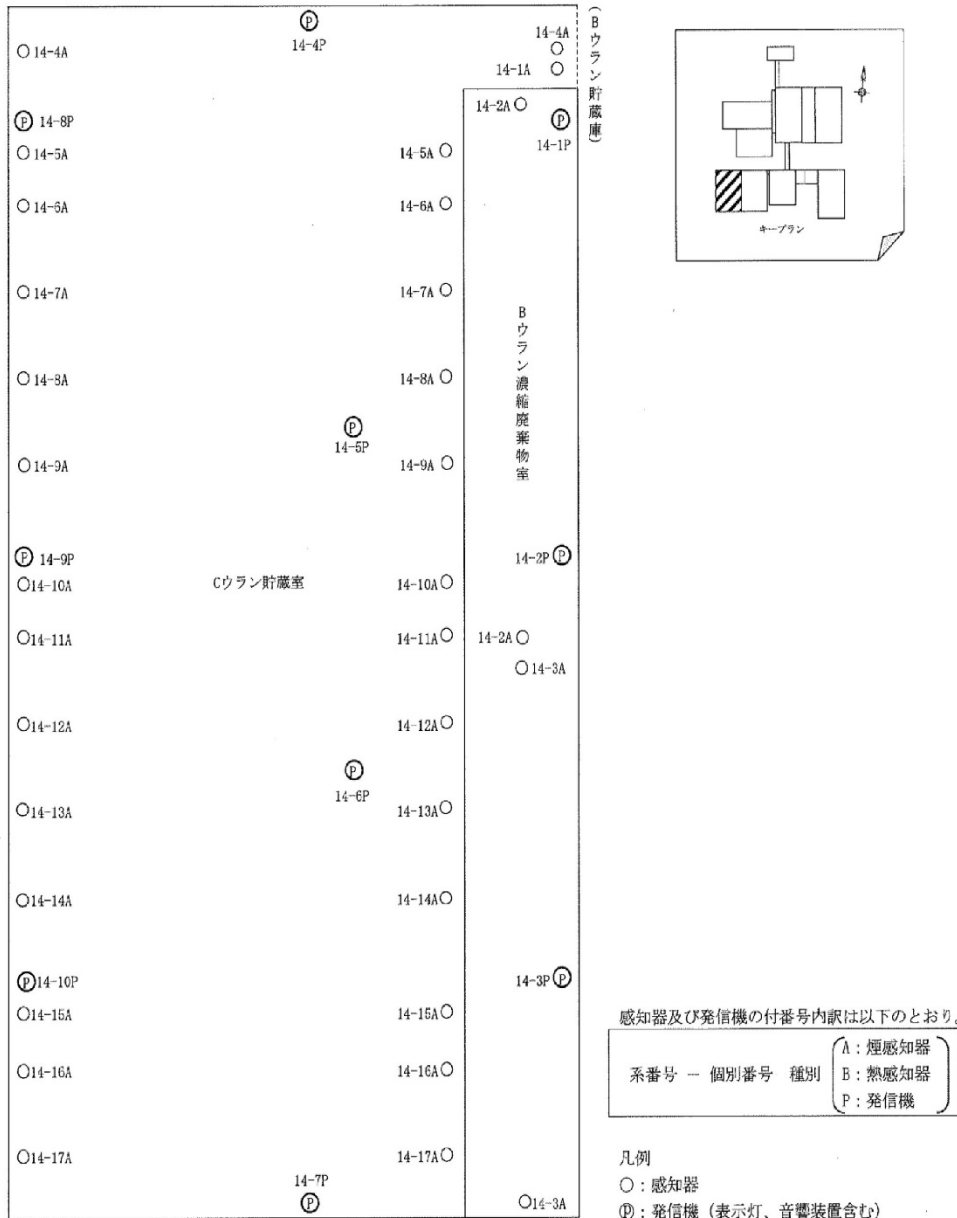 14-4P
14-4A
14-4A
14-1A
（Bウラン貯蔵庫）
14-2A
P 14-8P
P
14-1P
14-5A
14-5A
14-6A
14-6A
14-7A
14-7A
14-8A
14-8A
P
14-5P
14-9A
14-9A
Bウラン濃縮廃棄物室
P 14-9P
14-2P P
14-10A
Cウラン貯蔵室
14-10A
14-11A
14-11A
14-2A
14-3A
14-12A
14-12A
P
14-6P
14-13A
14-13A
14-14A
14-14A
P 14-10P
14-3P P
14-15A
14-15A
14-16A
14-16A
14-17A
14-17A
14-7P
P
14-3A
キープラン
感知器及び発信機の付番号内訳は以下のとおり。
系番号 － 個別番号 種別
A：煙感知器
B：熱感知器
P：発信機
凡例
○：感知器
Ⓟ：発信機（表示灯、音響装置含む）